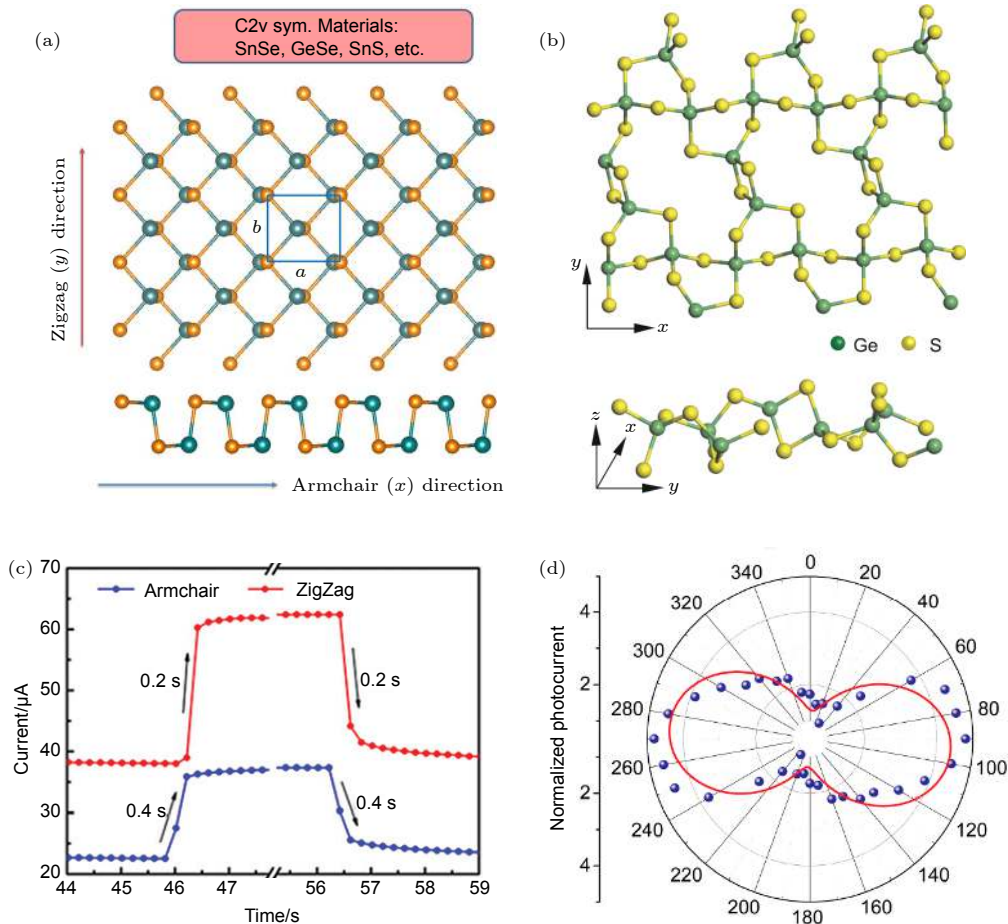 (a)
C2v sym. Materials:
SnSe, GeSe, SnS, etc.
Zigzag (y) direction
b
a
Armchair (x) direction
(b)
y
x
Ge
S
z
x
y
(c)
70
60
50
40
30
20
Current/μA
Armchair
ZigZag
0.2 s
0.2 s
0.4 s
0.4 s
44
45
46
47
56
57
58
59
Time/s
(d)
Normalized photocurrent
4
2
2
4
0
20
40
60
80
100
120
140
160
180
200
220
240
260
280
300
320
340